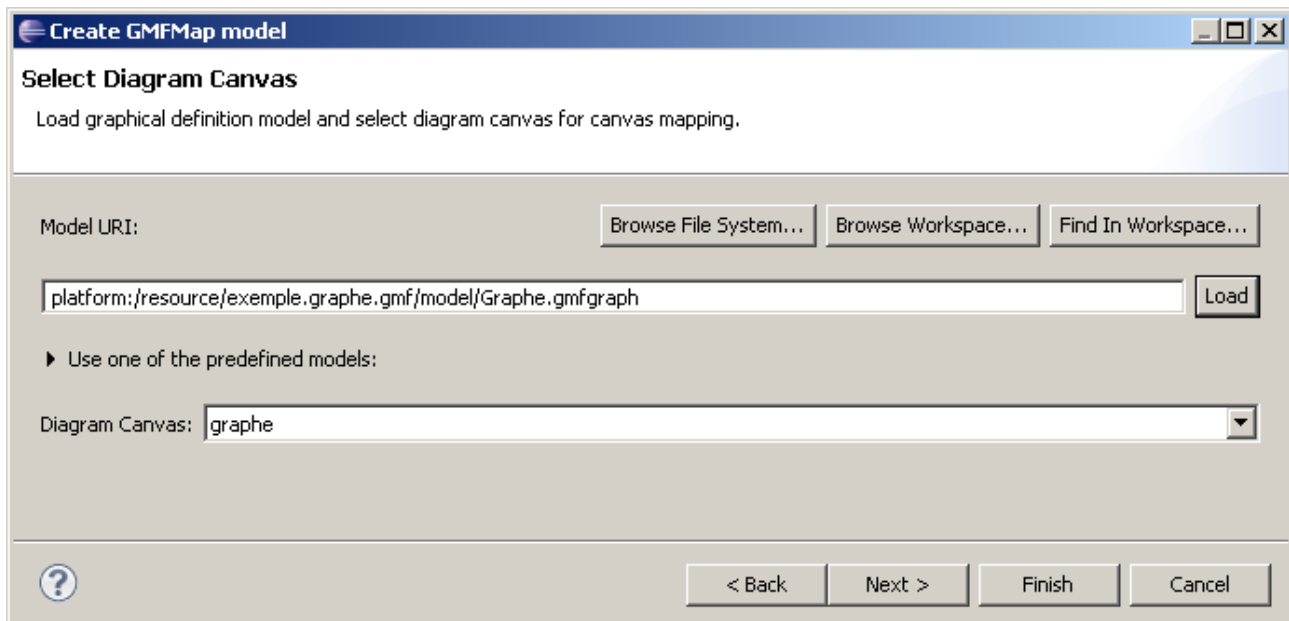 Create GMFMap model
Select Diagram Canvas
Load graphical definition model and select diagram canvas for canvas mapping.
Model URI: Browse File System... Browse Workspace... Find In Workspace...
platform:/resource/exemple.graphe.gmf/model/Graphe.gmfgraph Load
Use one of the predefined models:
Diagram Canvas: graphe
? < Back Next > Finish Cancel